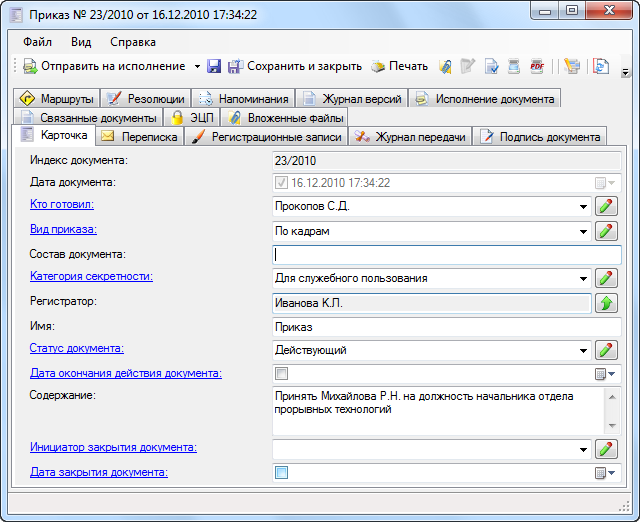 Приказ № 23/2010 от 16.12.2010 17:34:22
Файл Вид Справка
Отправить на исполнение Сохранить и закрыть Печать PDF
Маршруты Резолюции Напоминания Журнал версий Исполнение документа
Связанные документы ЭЦП Вложенные файлы
Карточка Переписка Регистрационные записи Журнал передачи Подпись документа
Индекс документа: 23/2010
Дата документа: 16.12.2010 17:34:22
Кто готовил: Прокопов С.Д.
Вид приказа: По кадрам
Состав документа:
Категория секретности: Для служебного пользования
Регистратор: Иванова К.П.
Имя: Приказ
Статус документа: Действующий
Дата окончания действия документа:
Содержание: Принять Михайлова Р.Н. на должность начальника отдела
прорывных технологий
Инициатор закрытия документа:
Дата закрытия документа: